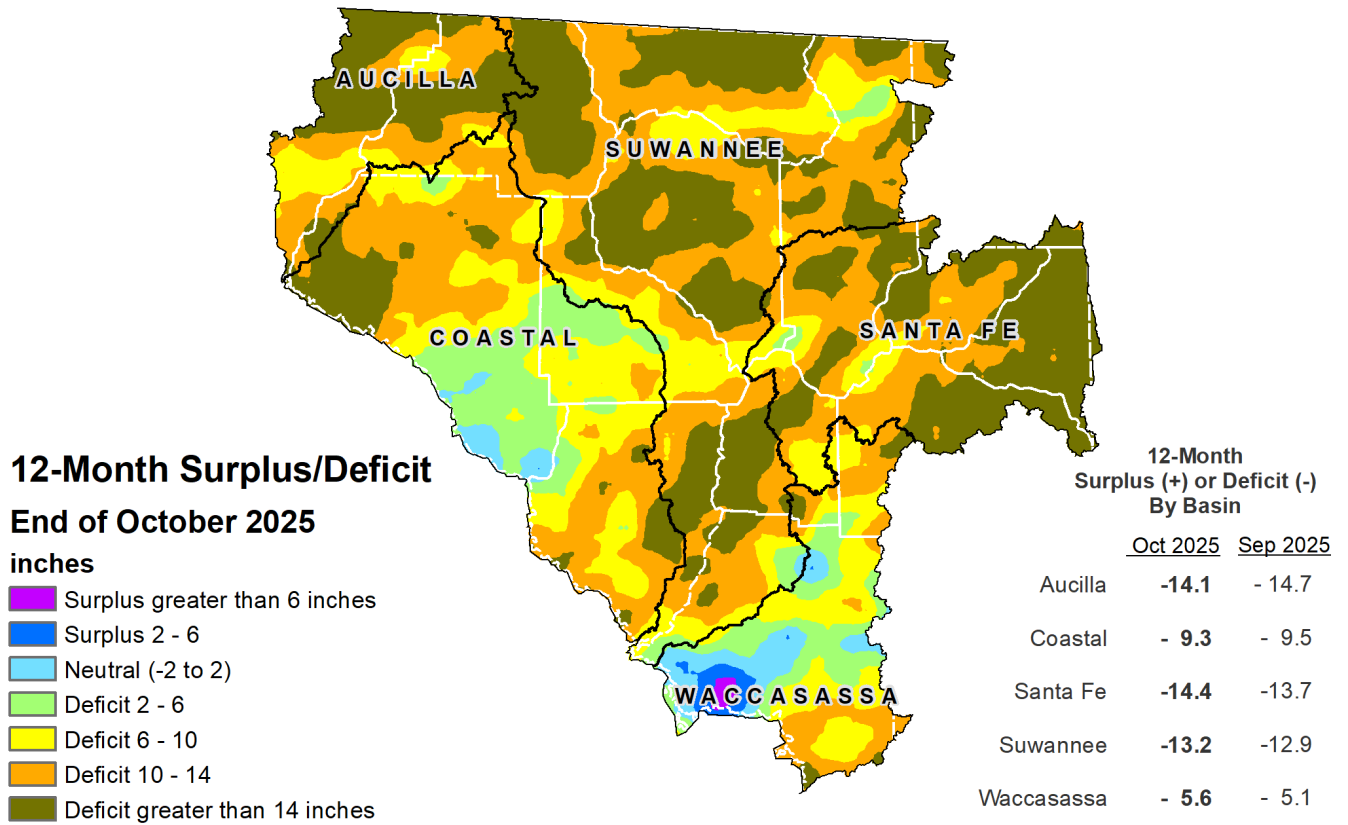 AUCILLA
SUWANNEE
SANTA FE
COASTAL
WACCASASSA
12-Month Surplus/Deficit
End of October 2025
inches
Surplus greater than 6 inches
Surplus 2 - 6
Neutral (-2 to 2)
Deficit 2 - 6
Deficit 6 - 10
Deficit 10 - 14
Deficit greater than 14 inches
12-Month
Surplus (+) or Deficit (-)
By Basin
Oct 2025 Sep 2025
Aucilla -14.1 - 14.7
Coastal - 9.3 - 9.5
Santa Fe -14.4 -13.7
Suwannee -13.2 -12.9
Waccasassa - 5.6 - 5.1